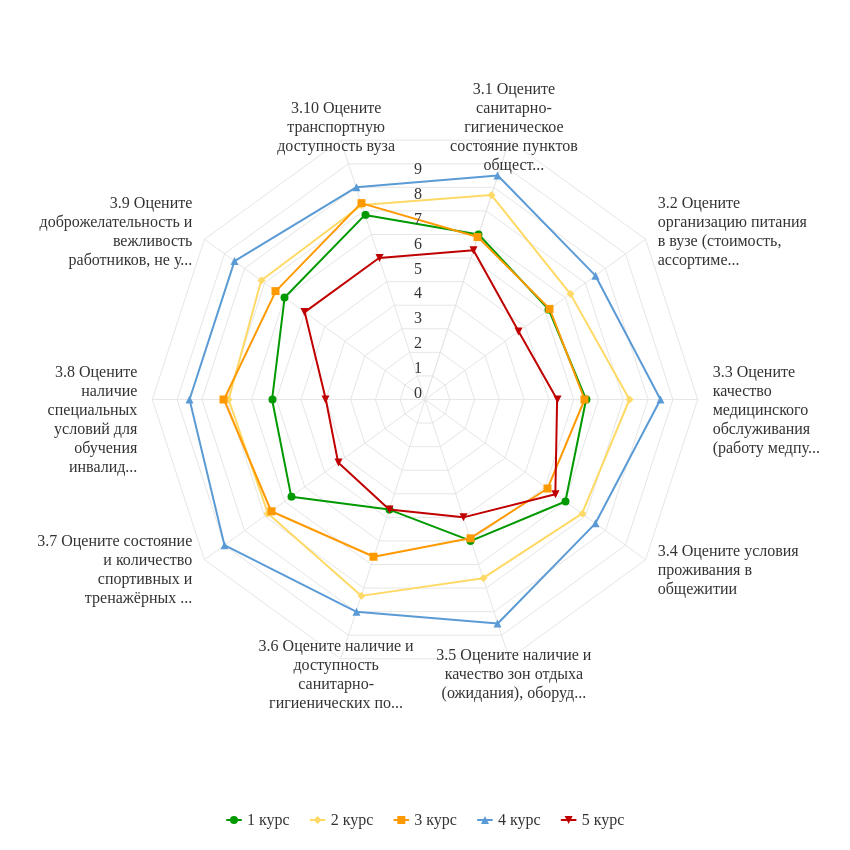 3.1 Оцените
санитарно-
гигиеническое
состояние пунктов
общест...
3.2 Оцените
организацию питания
в вузе (стоимость,
ассортиме...
3.3 Оцените
качество
медицинского
обслуживания
(работу медпу...
3.4 Оцените условия
проживания в
общежитии
3.5 Оцените наличие и
качество зон отдыха
(ожидания), оборуд...
3.6 Оцените наличие и
доступность
санитарно-
гигиенических по...
3.7 Оцените состояние
и количество
спортивных и
тренажёрных ...
3.8 Оцените
наличие
специальных
условий для
обучения
инвалид...
3.9 Оцените
доброжелательность и
вежливость
работников, не у...
3.10 Оцените
транспортную
доступность вуза
9
8
7
6
5
4
3
2
1
0
1 курс
2 курс
3 курс
4 курс
5 курс